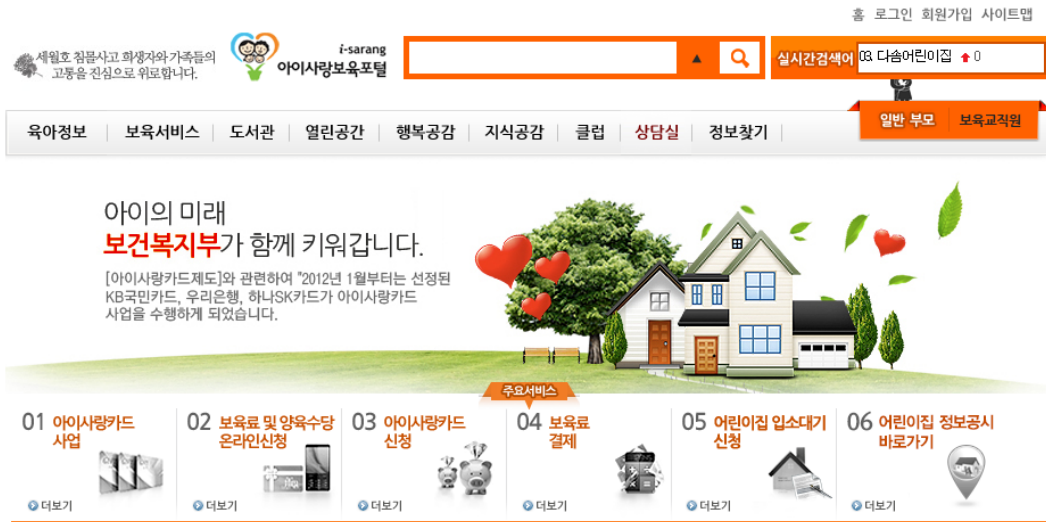 홈 로그인 회원가입 사이트맵
세월호 침몰사고 희생자와 가족들의
고통을 진심으로 위로합니다.
i-sarang
아이사랑보육포털
▲
실시간검색어 03. 다솜어린이집 0
일반 부모 보육교직원
육아정보 보육서비스 도서관 열린공간 행복공감 지식공감 클럽 상담실 정보찾기
아이의 미래
보건복지부가 함께 키워갑니다.
[아이사랑카드제도]와 관련하여 "2012년 1월부터는 선정된
KB국민카드, 우리은행, 하나SK카드가 아이사랑카드
사업을 수행하게 되었습니다.
주요서비스
01 아이사랑카드
사업
더보기
02 보육료 및 양육수당
온라인신청
더보기
03 아이사랑카드
신청
더보기
04 보육료
결제
더보기
05 어린이집 입소대기
신청
더보기
06 어린이집 정보공시
바로가기
더보기